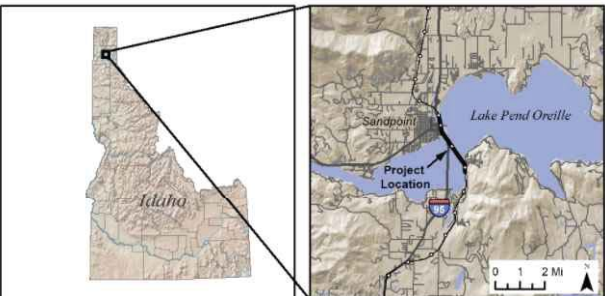 Idaho
Sandpoint
Lake Pend Oreille
Project
Location
95
0 1 2 Mi
N